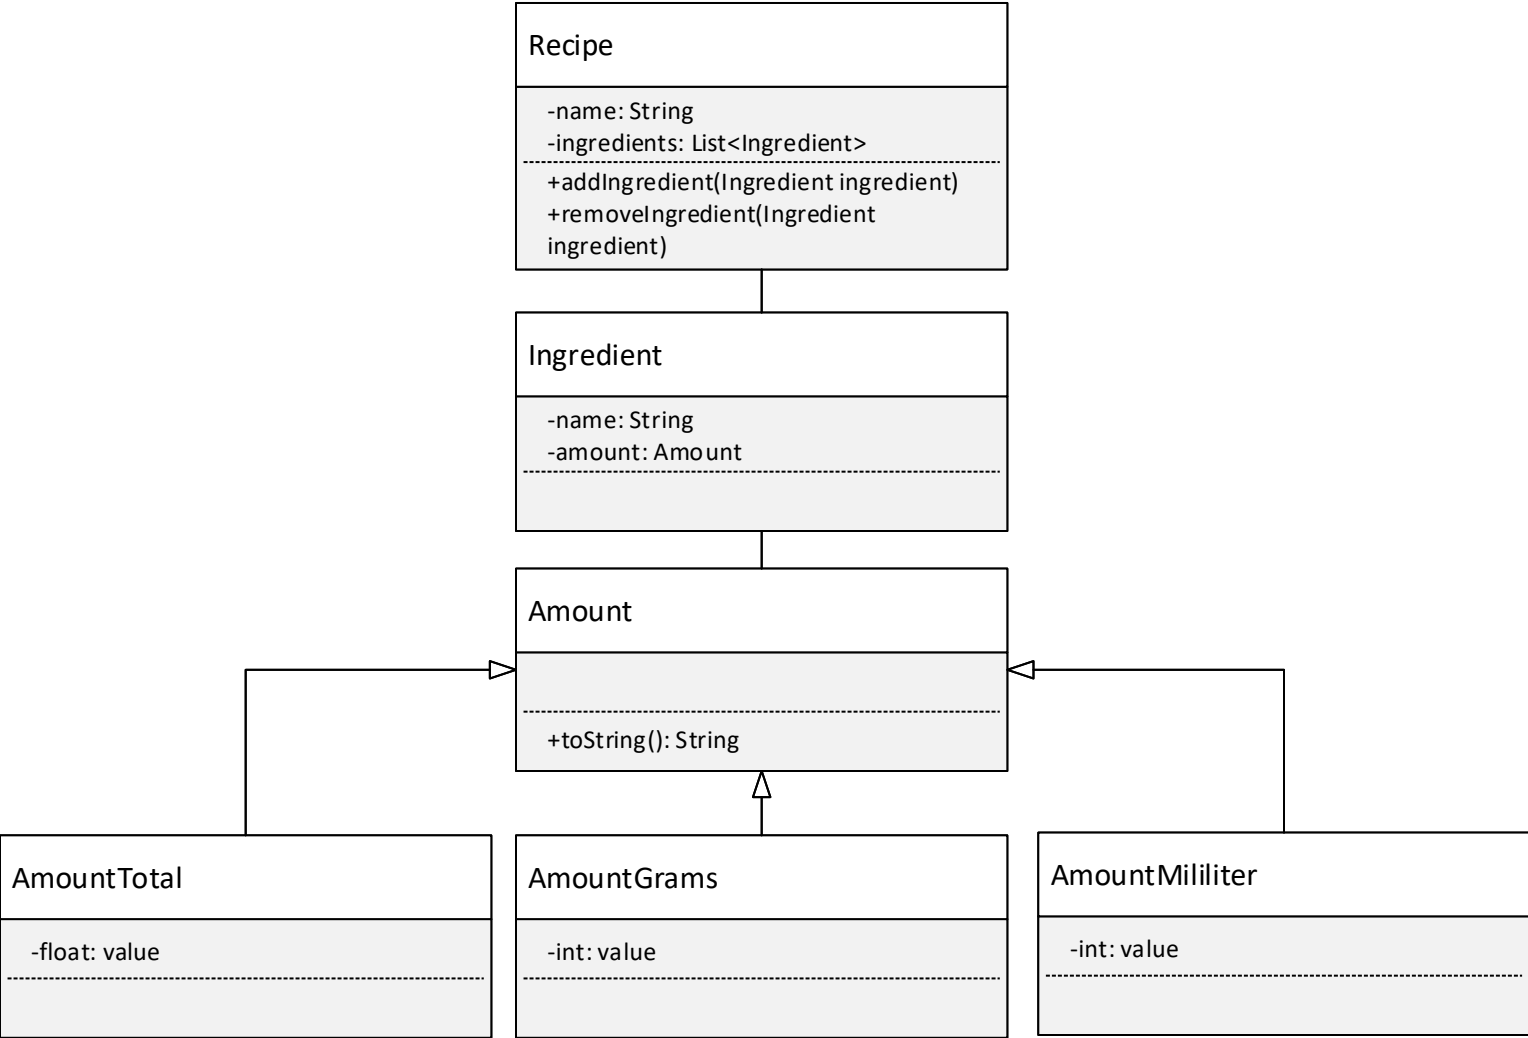 Recipe
-name: String
-ingredients: List<Ingredient>
+addIngredient(Ingredient ingredient)
+removeIngredient(Ingredient
ingredient)
Ingredient
-name: String
-amount: Amount
Amount
+toString(): String
AmountTotal
-float: value
AmountGrams
-int: value
AmountMililiter
-int: value